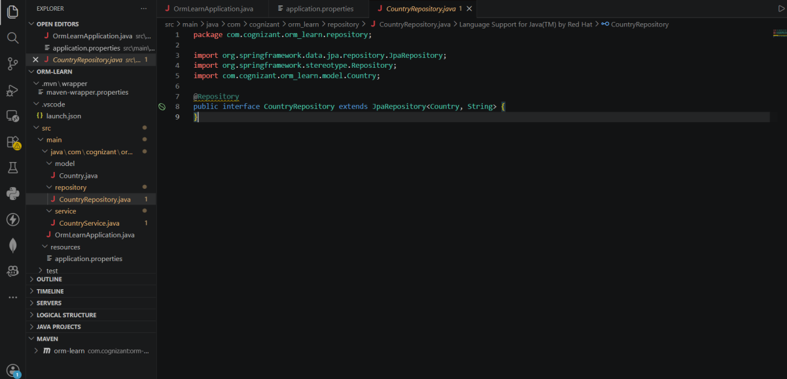 EXPLORER
OPEN EDITORS
OrmLearnApplication.java src\...
application.properties src\main\...
CountryRepository.java src\... 1
ORM-LEARN
.mvn\wrapper
maven-wrapper.properties
.vscode
launch.json
src
main
java\com\cognizant\or...
model
Country.java
repository
CountryRepository.java 1
service
CountryService.java 1
OrmLearnApplication.java
resources
application.properties
test
OUTLINE
TIMELINE
SERVERS
LOGICAL STRUCTURE
JAVA PROJECTS
MAVEN
orm-learn com.cognizant:orm-...
OrmLearnApplication.java
application.properties
CountryRepository.java 1
src > main > java > com > cognizant > orm_learn > repository > CountryRepository.java > Language Support for Java(TM) by Red Hat > CountryRepository
1 package com.cognizant.orm_learn.repository;
2
3 import org.springframework.data.jpa.repository.JpaRepository;
4 import org.springframework.stereotype.Repository;
5 import com.cognizant.orm_learn.model.Country;
6
7 @Repository
8 public interface CountryRepository extends JpaRepository<Country, String> {
9 }